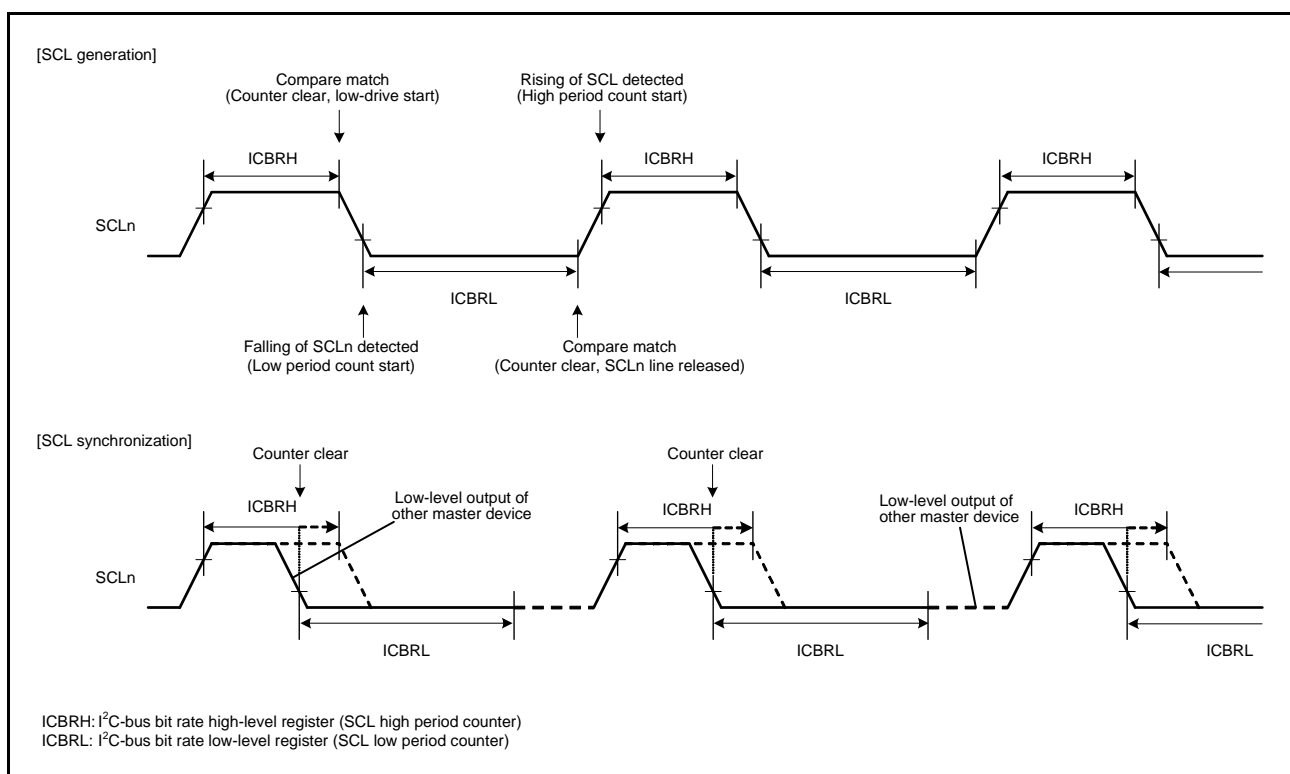 [SCL generation]
Compare match
(Counter clear, low-drive start)
Rising of SCL detected
(High period count start)
ICBRH
ICBRH
ICBRH
SCLn
ICBRL
ICBRL
Falling of SCLn detected
(Low period count start)
Compare match
(Counter clear, SCLn line released)
[SCL synchronization]
Counter clear
Counter clear
ICBRH
Low-level output of
other master device
ICBRH
Low-level output of
other master device
ICBRH
SCLn
ICBRL
ICBRL
ICBRL
ICBRH: I²C-bus bit rate high-level register (SCL high period counter)
ICBRL: I²C-bus bit rate low-level register (SCL low period counter)